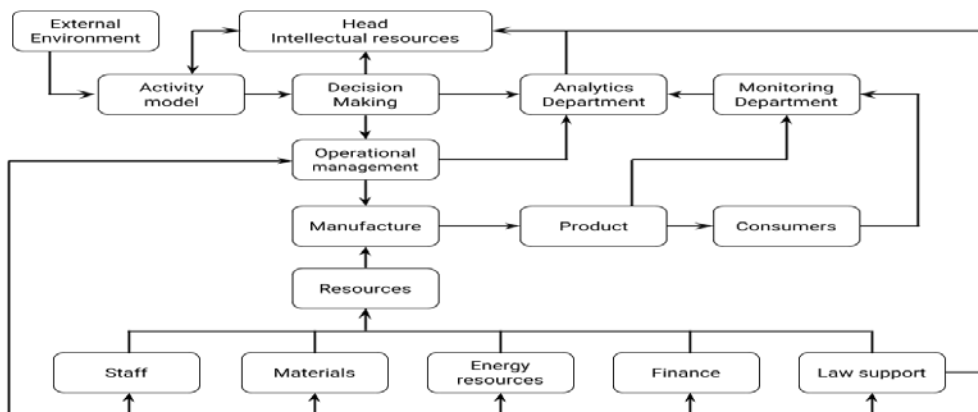 External
Environment
Head
Intellectual resources
Activity
model
Decision
Making
Analytics
Department
Monitoring
Department
Operational
management
Manufacture
Product
Consumers
Resources
Staff
Materials
Energy
resources
Finance
Law support